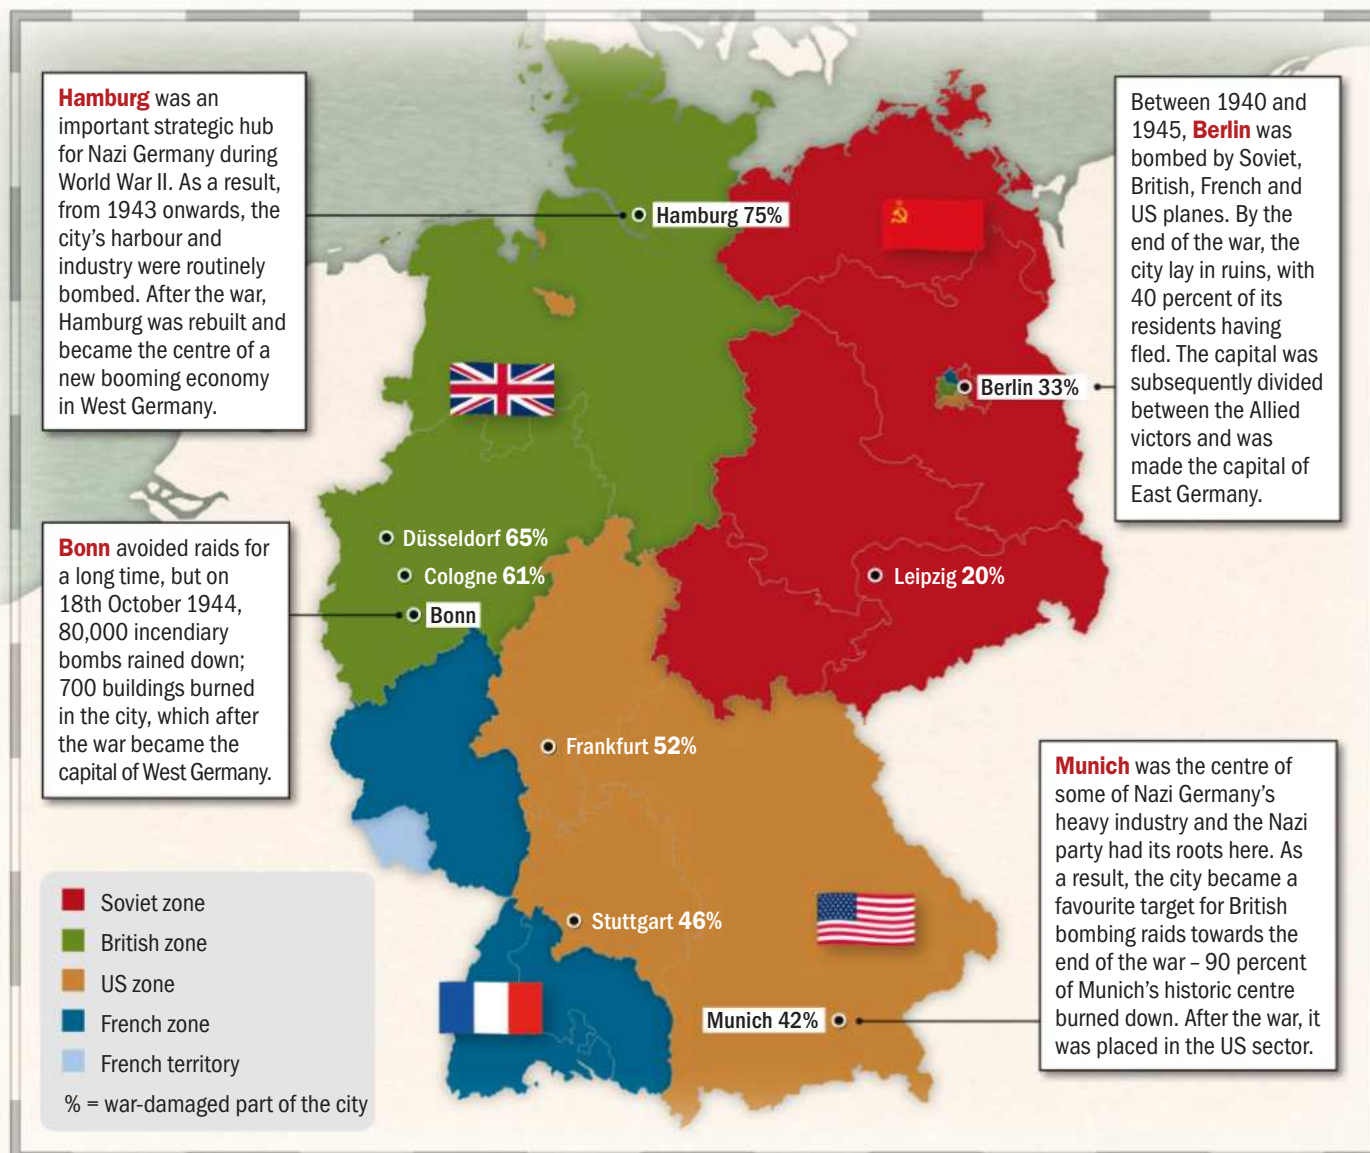 Hamburg was an
important strategic hub
for Nazi Germany during
World War II. As a result,
from 1943 onwards, the
city's harbour and
industry were routinely
bombed. After the war,
Hamburg was rebuilt and
became the centre of a
new booming economy
in West Germany.
Between 1940 and
1945, Berlin was
bombed by Soviet,
British, French and
US planes. By the
end of the war, the
city lay in ruins, with
40 percent of its
residents having
fled. The capital was
subsequently divided
between the Allied
victors and was
made the capital of
East Germany.
Hamburg 75%
Berlin 33%
Bonn avoided raids for
a long time, but on
18th October 1944,
80,000 incendiary
bombs rained down;
700 buildings burned
in the city, which after
the war became the
capital of West Germany.
Düsseldorf 65%
Cologne 61%
Bonn
Leipzig 20%
Frankfurt 52%
Stuttgart 46%
Munich 42%
Munich was the centre of
some of Nazi Germany's
heavy industry and the Nazi
party had its roots here. As
a result, the city became a
favourite target for British
bombing raids towards the
end of the war – 90 percent
of Munich's historic centre
burned down. After the war, it
was placed in the US sector.
Soviet zone
British zone
US zone
French zone
French territory
% = war-damaged part of the city